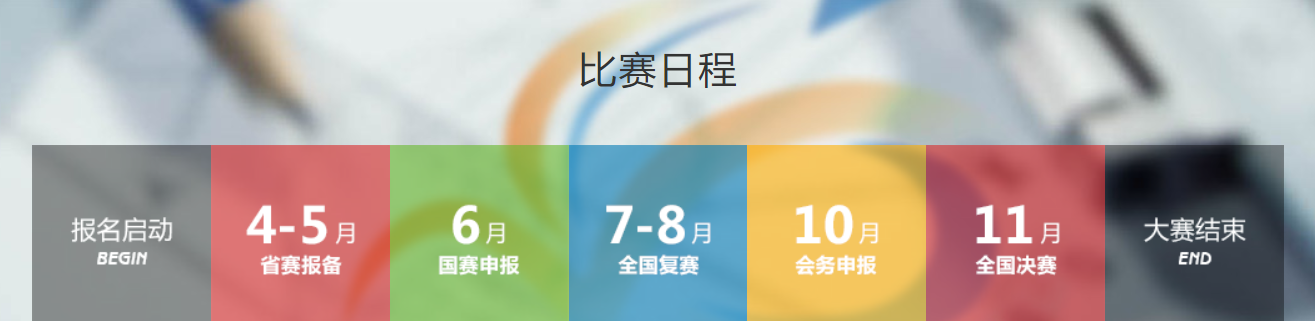 比赛日程
报名启动
BEGIN
4-5月
省赛报备
6月
国赛申报
7-8月
全国复赛
10月
会务申报
11月
全国决赛
大赛结束
END